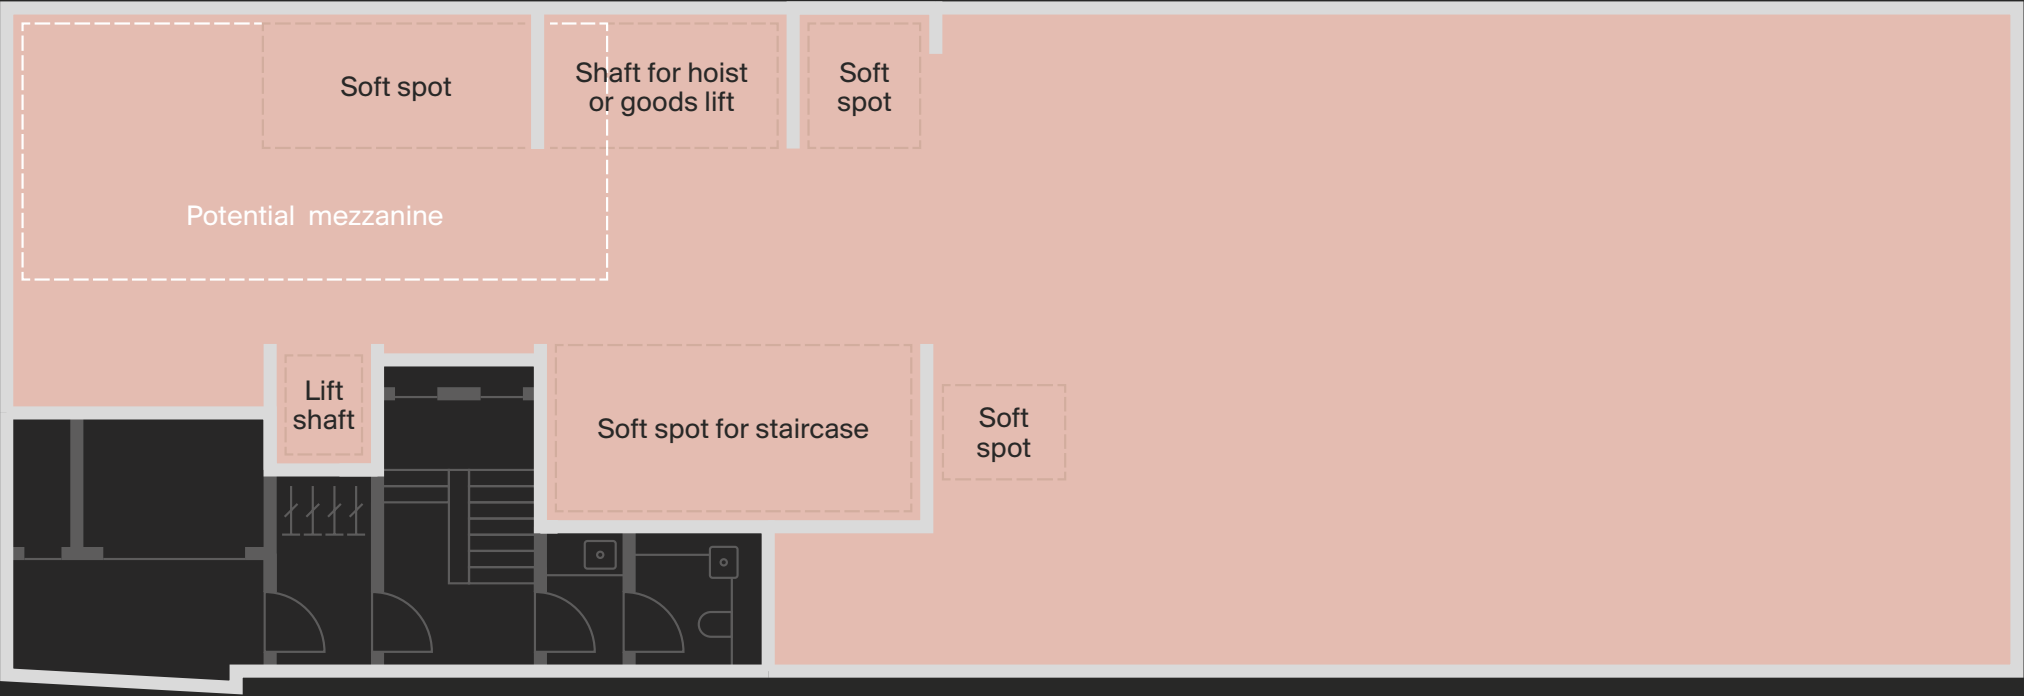 Soft spot
Shaft for hoist
or goods lift
Soft
spot
Potential mezzanine
Lift
shaft
Soft spot for staircase
Soft
spot